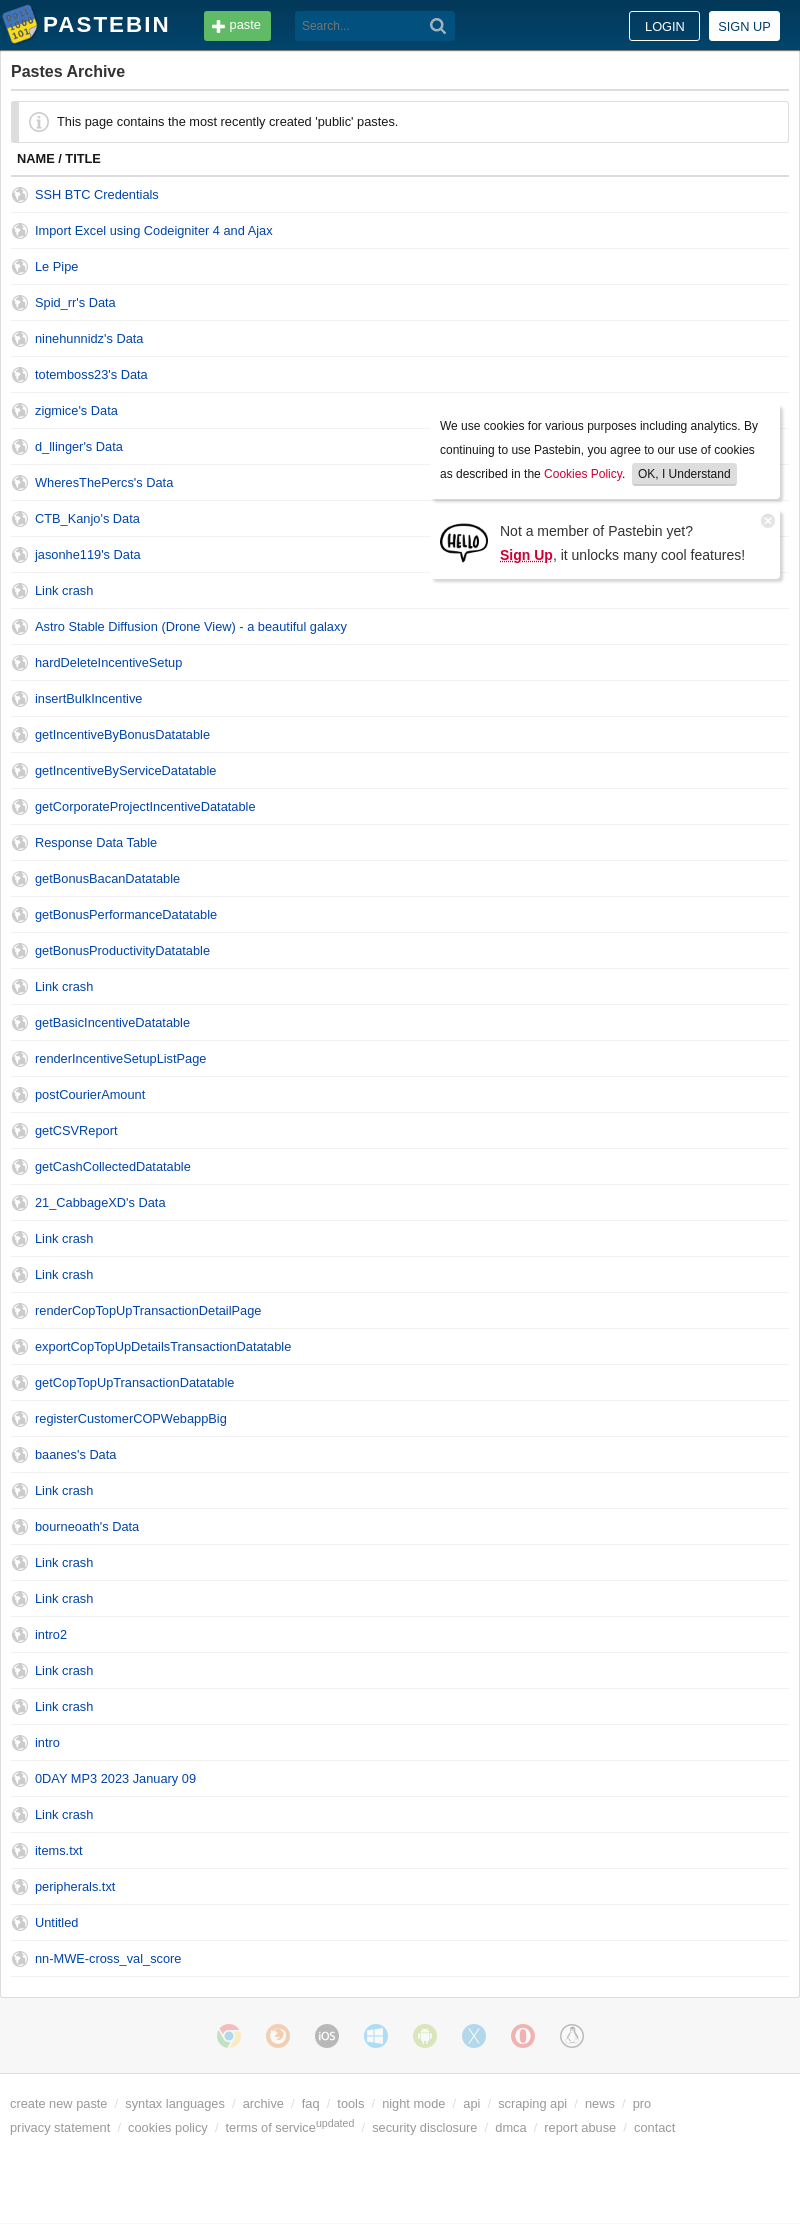 PASTEBIN
paste
Search...
LOGIN
SIGN UP
Pastes Archive
This page contains the most recently created 'public' pastes.
NAME / TITLE
SSH BTC Credentials
Import Excel using Codeigniter 4 and Ajax
Le Pipe
Spid_rr's Data
ninehunnidz's Data
totemboss23's Data
zigmice's Data
d_llinger's Data
WheresThePercs's Data
CTB_Kanjo's Data
jasonhe119's Data
We use cookies for various purposes including analytics. By
continuing to use Pastebin, you agree to our use of cookies
as described in the Cookies Policy. OK, I Understand
HELLO
Not a member of Pastebin yet?
Sign Up, it unlocks many cool features!
Link crash
Astro Stable Diffusion (Drone View) - a beautiful galaxy
hardDeleteIncentiveSetup
insertBulkIncentive
getIncentiveByBonusDatatable
getIncentiveByServiceDatatable
getCorporateProjectIncentiveDatatable
Response Data Table
getBonusBacanDatatable
getBonusPerformanceDatatable
getBonusProductivityDatatable
Link crash
getBasicIncentiveDatatable
renderIncentiveSetupListPage
postCourierAmount
getCSVReport
getCashCollectedDatatable
21_CabbageXD's Data
Link crash
Link crash
renderCopTopUpTransactionDetailPage
exportCopTopUpDetailsTransactionDatatable
getCopTopUpTransactionDatatable
registerCustomerCOPWebappBig
baanes's Data
Link crash
bourneoath's Data
Link crash
Link crash
intro2
Link crash
Link crash
intro
0DAY MP3 2023 January 09
Link crash
items.txt
peripherals.txt
Untitled
nn-MWE-cross_val_score
iOS
create new paste / syntax languages / archive / faq / tools / night mode / api / scraping api / news / pro
privacy statement / cookies policy / terms of service updated / security disclosure / dmca / report abuse / contact